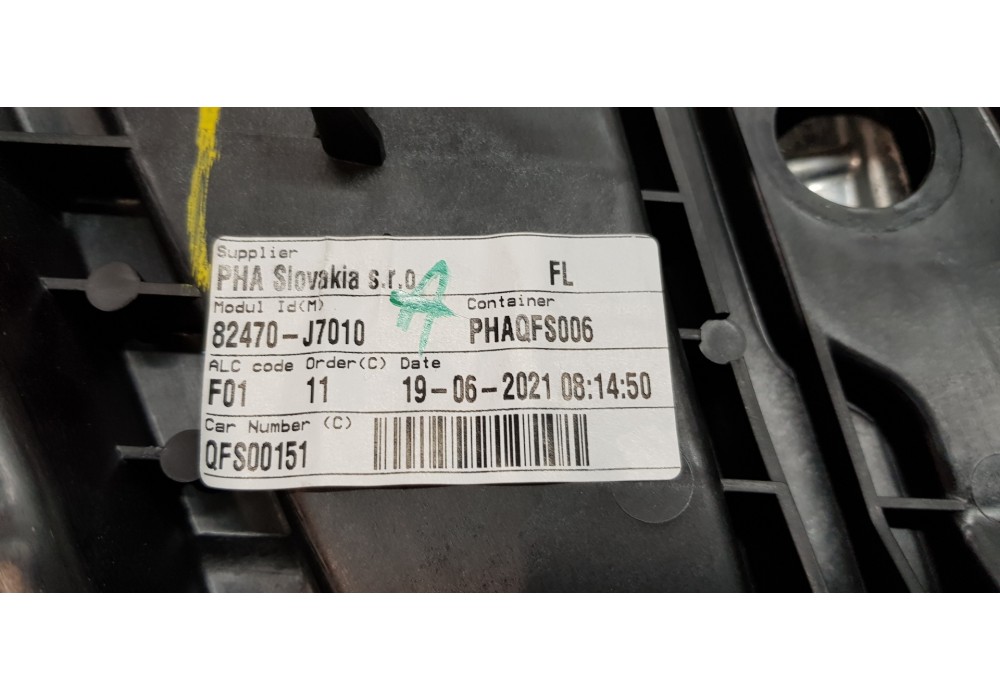 Supplier
PHA Slovakia s.r.o FL
A
Modul Id(M) Container
82470-J7010 PHAQFS006
ALC code Order(C) Date
F01 11 19-06-2021 08:14:50
Car Number (C)
QFS00151